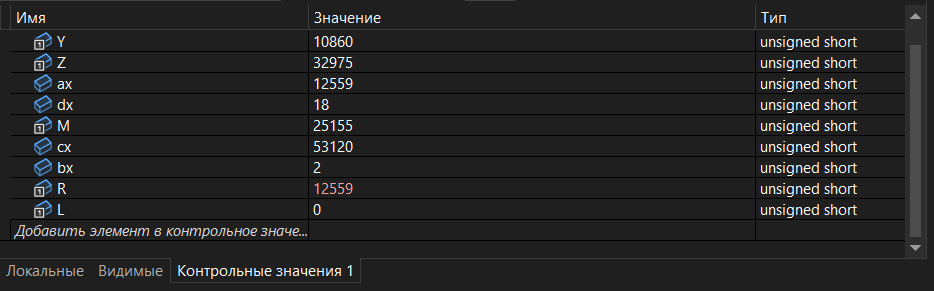 Имя Значение Тип
Y 10860 unsigned short
Z 32975 unsigned short
ax 12559 unsigned short
dx 18 unsigned short
M 25155 unsigned short
cx 53120 unsigned short
bx 2 unsigned short
R 12559 unsigned short
L 0 unsigned short
Добавить элемент в контрольное значе...
Локальные Видимые Контрольные значения 1